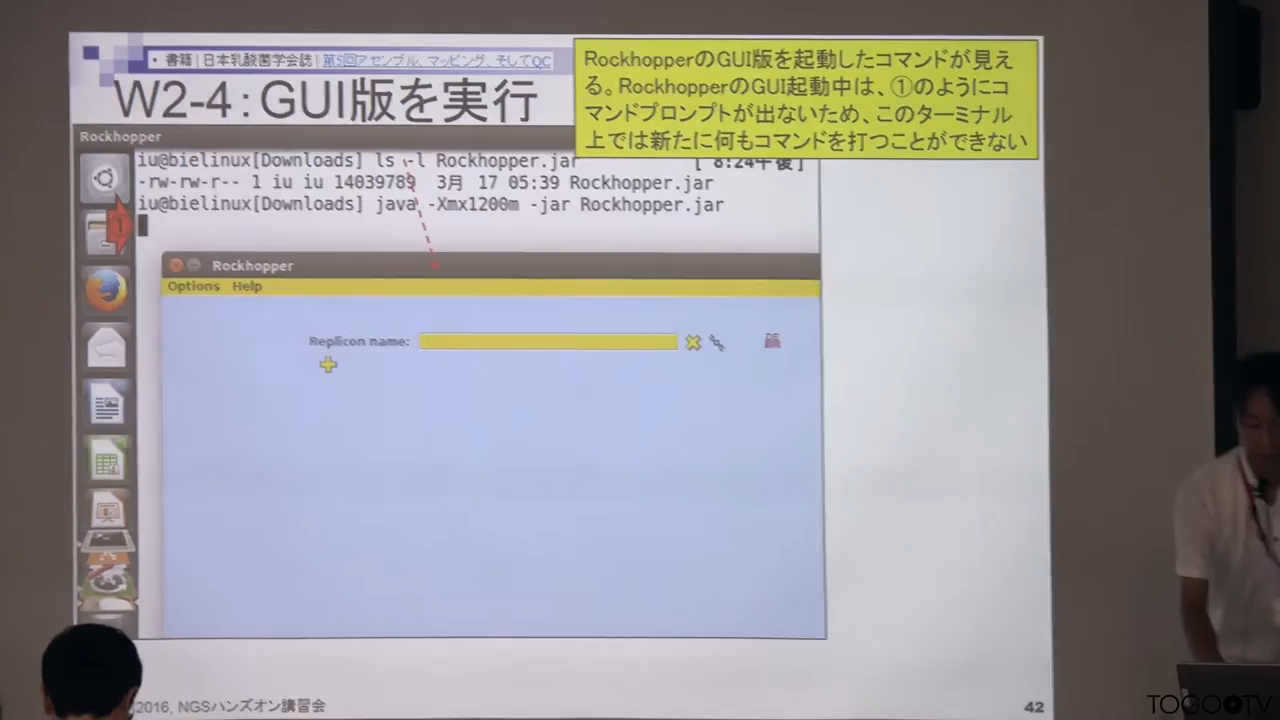 ・ 書籍 | 日本乳酸菌学会誌 | 第5回アセンブル、マッピング、そしてQC
W2-4：GUI版を実行
RockhopperのGUI版を起動したコマンドが見え
る。RockhopperのGUI起動中は、①のようにコ
マンドプロンプトが出ないため、このターミナル
上では新たに何もコマンドを打つことができない
Rockhopper
iu@bielinux[Downloads] ls -l Rockhopper.jar [ 8:24午後]
-rw-rw-r-- 1 iu iu 14039789 3月 17 05:39 Rockhopper.jar
iu@bielinux[Downloads] java -Xmx1200m -jar Rockhopper.jar
①
Rockhopper
Options Help
Replicon name:
2016, NGSハンズオン講習会
42
TOGOTV